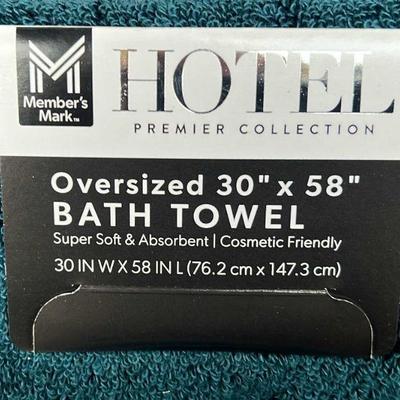 Member's
Mark™
HOTEL
PREMIER COLLECTION
Oversized 30" x 58"
BATH TOWEL
Super Soft & Absorbent | Cosmetic Friendly
30 IN W X 58 IN L (76.2 cm x 147.3 cm)